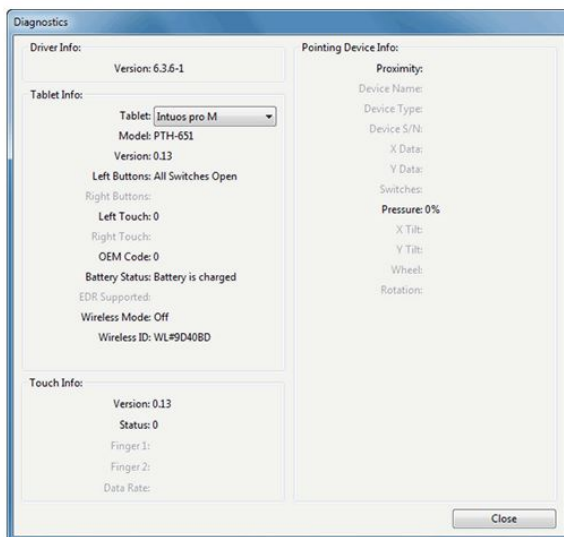 Diagnostics
Driver Info:
Version: 6.3.6-1
Tablet Info:
Tablet: Intuos pro M
Model: PTH-651
Version: 0.13
Left Buttons: All Switches Open
Right Buttons:
Left Touch: 0
Right Touch:
OEM Code: 0
Battery Status: Battery is charged
EDR Supported:
Wireless Mode: Off
Wireless ID: WL#9D40BD
Touch Info:
Version: 0.13
Status: 0
Finger 1:
Finger 2:
Data Rate:
Pointing Device Info:
Proximity:
Device Name:
Device Type:
Device S/N:
X Data:
Y Data:
Switches:
Pressure: 0%
X Tilt:
Y Tilt:
Wheel:
Rotation:
Close